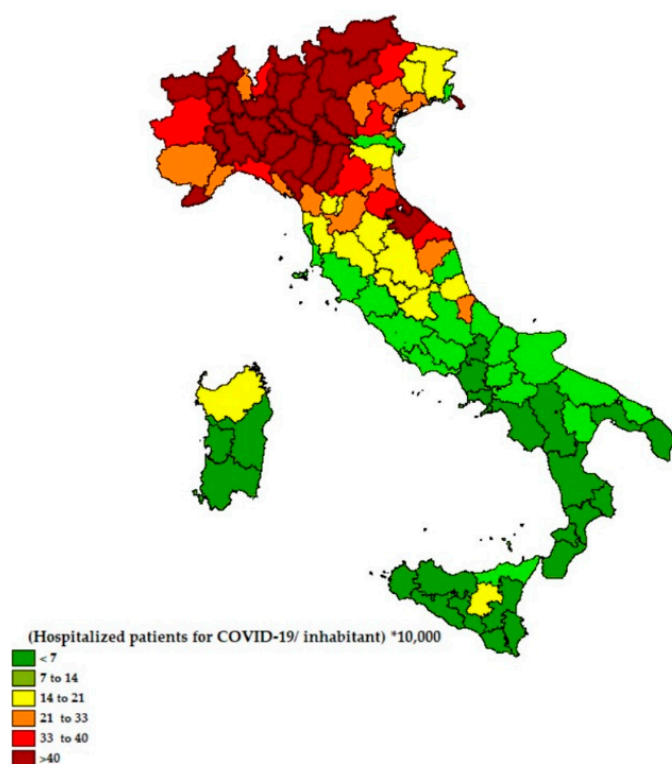 (Hospitalized patients for COVID-19/ inhabitant) *10,000
< 7
7 to 14
14 to 21
21 to 33
33 to 40
>40